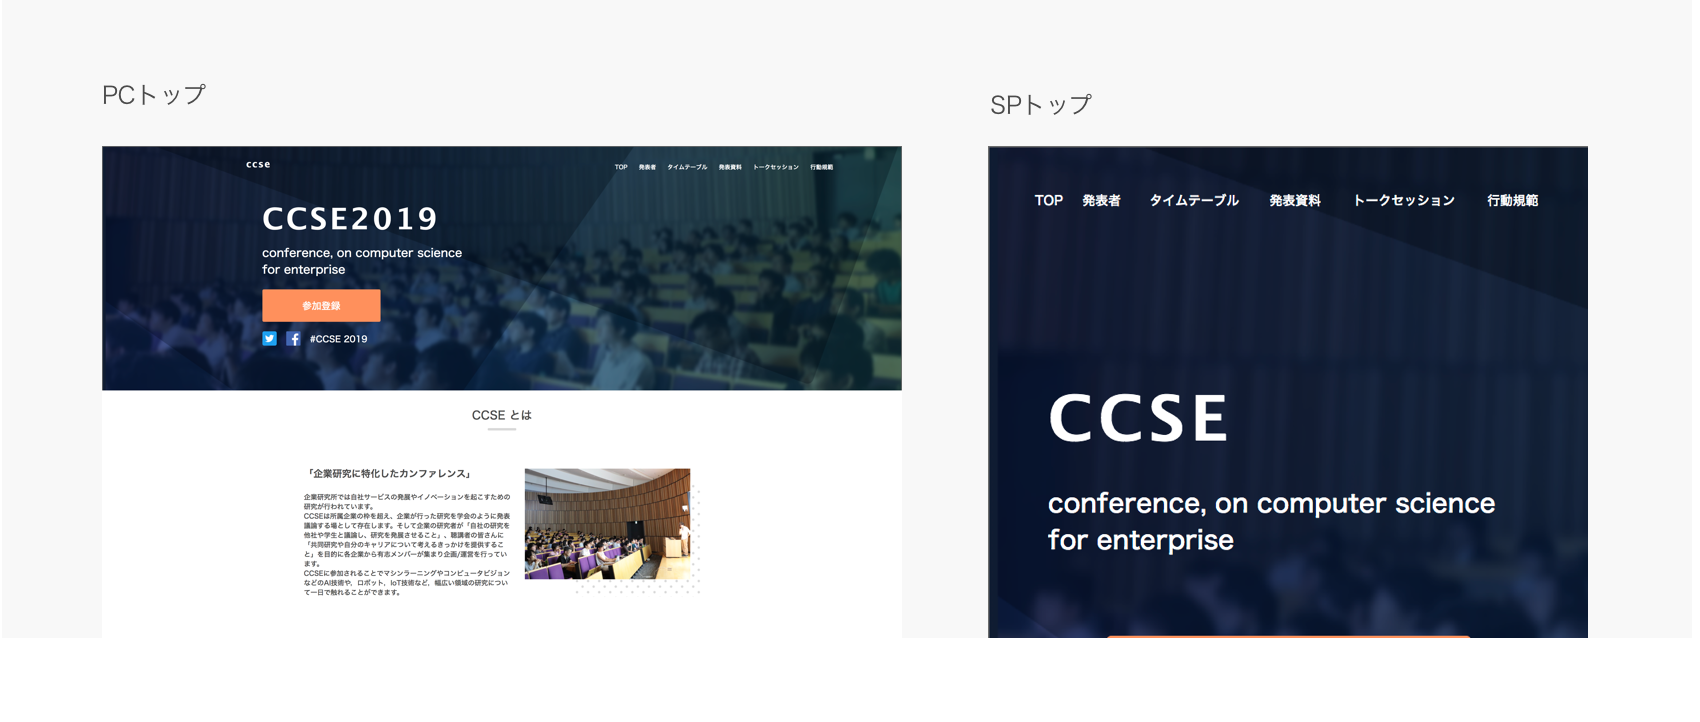 PCトップ
ccse
TOP 発表者 タイムテーブル 発表資料 トークセッション 行動規範
CCSE2019
conference, on computer science
for enterprise
参加登録
#CCSE 2019
CCSE とは
「企業研究に特化したカンファレンス」
企業研究所では自社サービスの発展やイノベーションを起こすための
研究が行われています。
CCSEは所属企業の枠を超え、企業が行った研究を学会のように発表
議論する場として存在します。そして企業の研究者が「自社の研究を
他社や学生と議論し、研究を発展させること」、聴講者の皆さんに
「共同研究や自分のキャリアについて考えるきっかけを提供するこ
と」を目的に各企業から有志メンバーが集まり企画/運営を行ってい
ます。
CCSEに参加されることでマシンラーニングやコンピュータビジョン
などのAI技術や，ロボット，IoT技術など，幅広い領域の研究につい
て一日で触れることができます。
SPトップ
TOP 発表者 タイムテーブル 発表資料 トークセッション 行動規範
CCSE
conference, on computer science
for enterprise